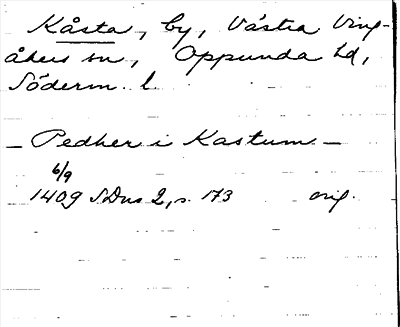 Kåsta, by, Västra Ving-
åkers sn, Oppunda hd,
Söderm. l.
– Pedher i Kastum –
6/9
1409 SDns 2, s. 173 orig.